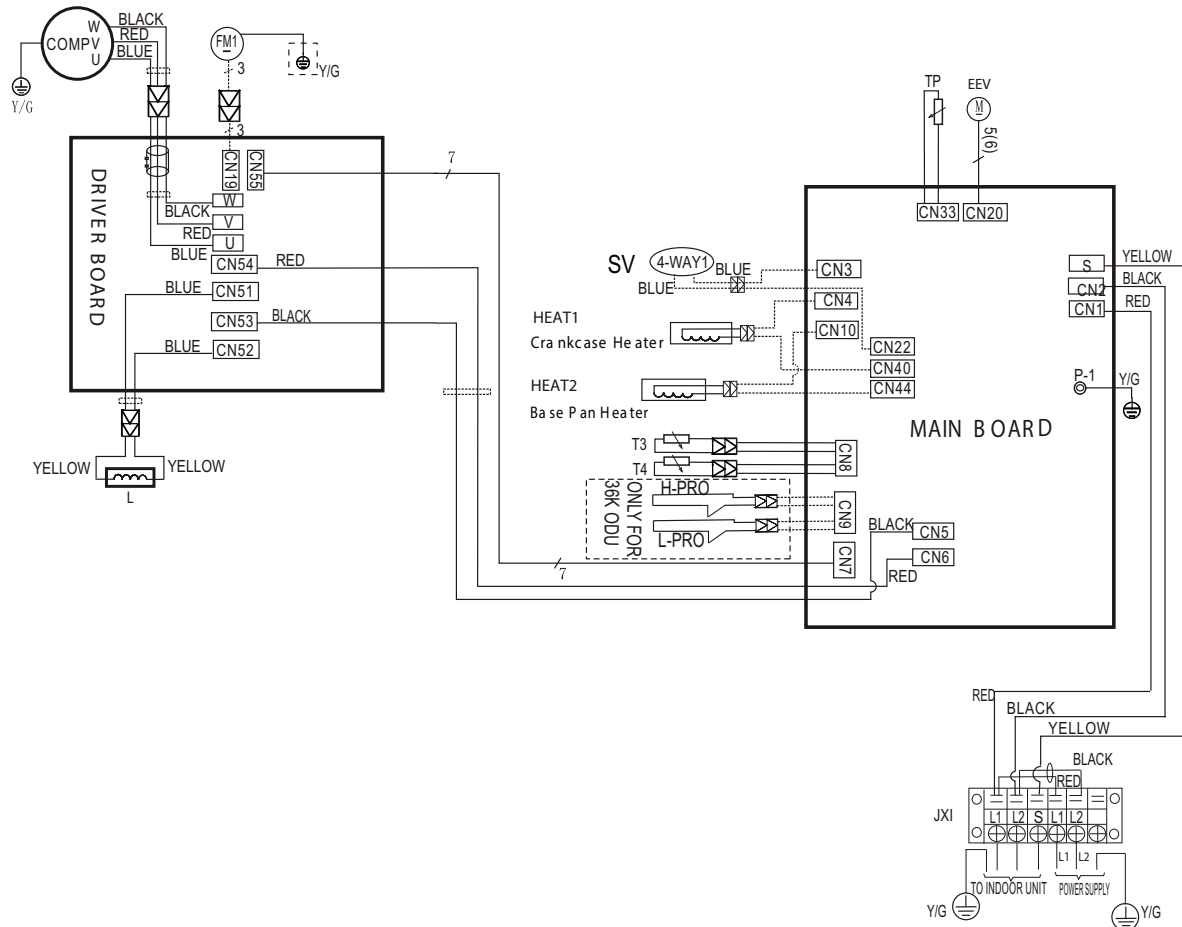 BLACK
W
RED
COMP
V
BLUE
U
Y/G
FM1
3
Y/G
3
DRIVER BOARD
CN19
CN55
7
W
BLACK
V
RED
U
BLUE
CN54
RED
BLUE
CN51
CN53
BLACK
BLUE
CN52
YELLOW
YELLOW
L
TP
EEV
M
5(6)
CN33
CN20
SV
4-WAY1
BLUE
BLUE
CN3
CN4
HEAT1
Crankcase Heater
CN10
CN22
CN40
CN44
HEAT2
Base Pan Heater
S
YELLOW
CN2
BLACK
CN1
RED
P-1
Y/G
MAIN BOARD
T3
T4
CN8
ONLY FOR
36K ODU
H-PRO
L-PRO
CN9
BLACK
CN5
CN7
CN6
RED
7
RED
BLACK
YELLOW
BLACK
RED
JXI
L1 L2 S L1 L2
L1 L2
TO INDOOR UNIT
POWER SUPPLY
Y/G
Y/G